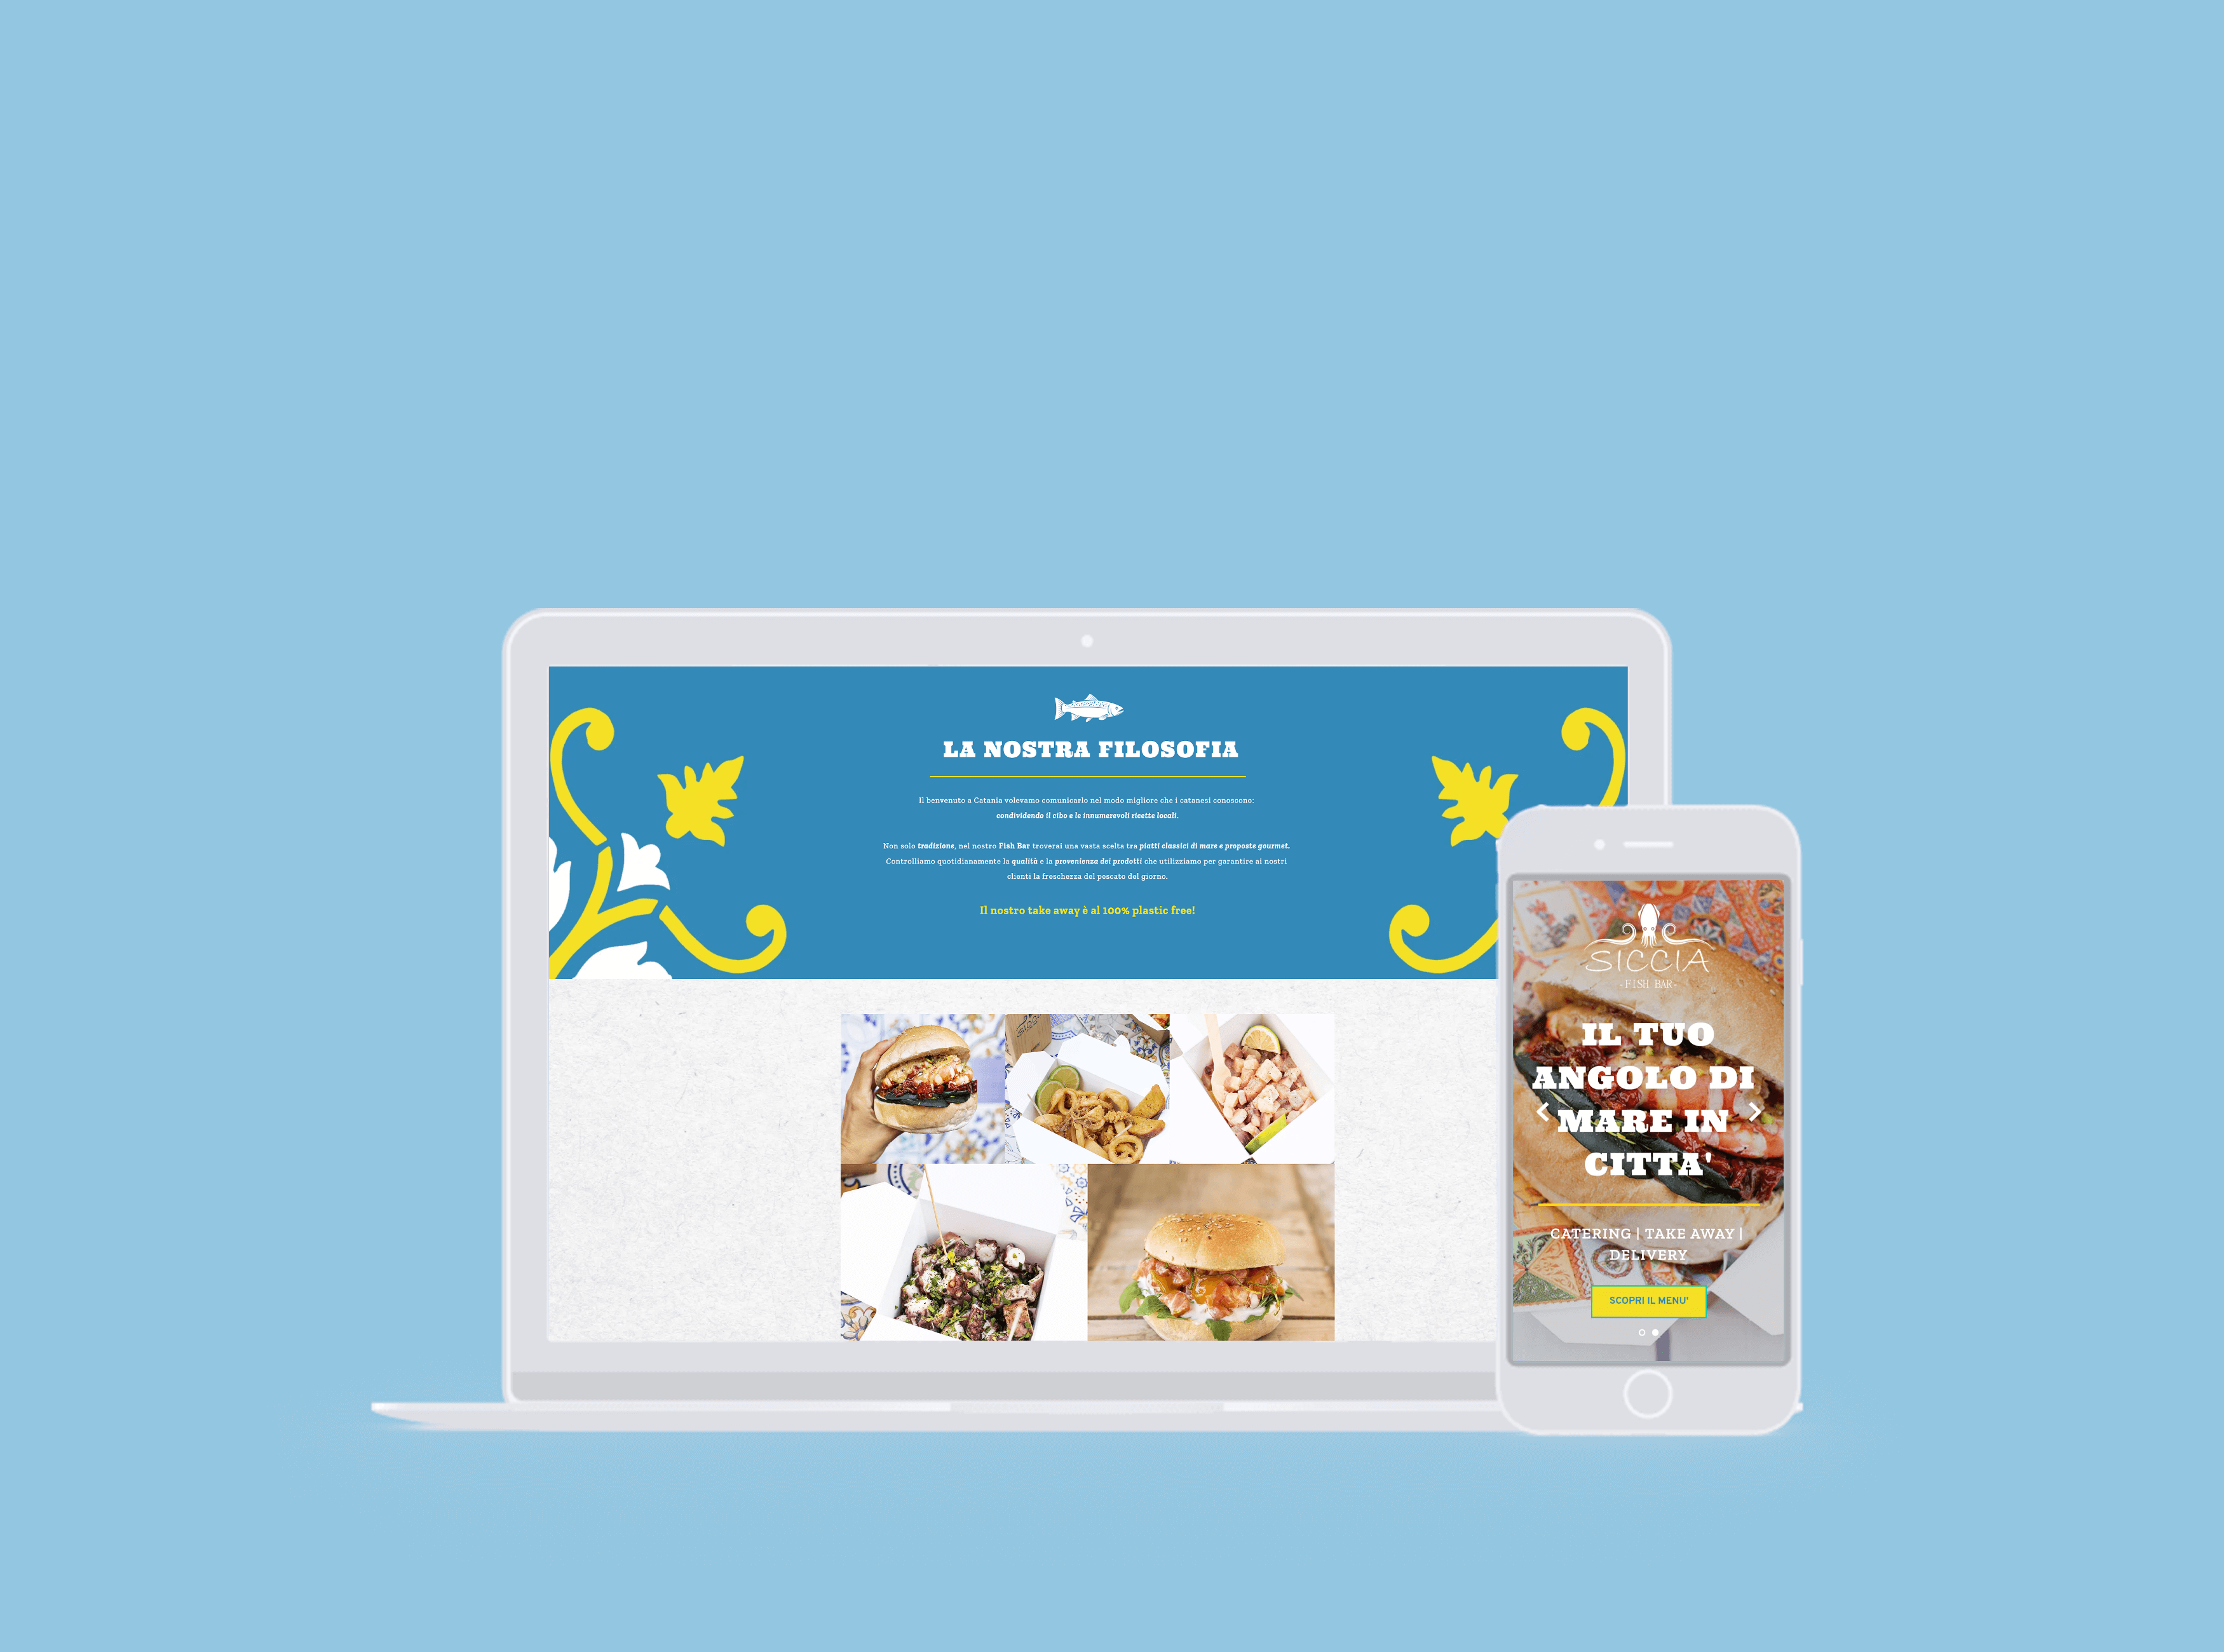 LA NOSTRA FILOSOFIA
Il benvenuto a Catania volevamo comunicarlo nel modo migliore che i catanesi conoscono:
condividendo il cibo e le innumerevoli ricette locali.
Non solo tradizione, nel nostro Fish Bar troverai una vasta scelta tra piatti classici di mare e proposte gourmet.
Controlliamo quotidianamente la qualità e la provenienza dei prodotti che utilizziamo per garantire ai nostri
clienti la freschezza del pescato del giorno.
Il nostro take away è al 100% plastic free!
SICCIA
-FISH BAR-
IL TUO
ANGOLO DI
MARE IN
CITTA'
CATERING | TAKE AWAY |
DELIVERY
SCOPRI IL MENU'